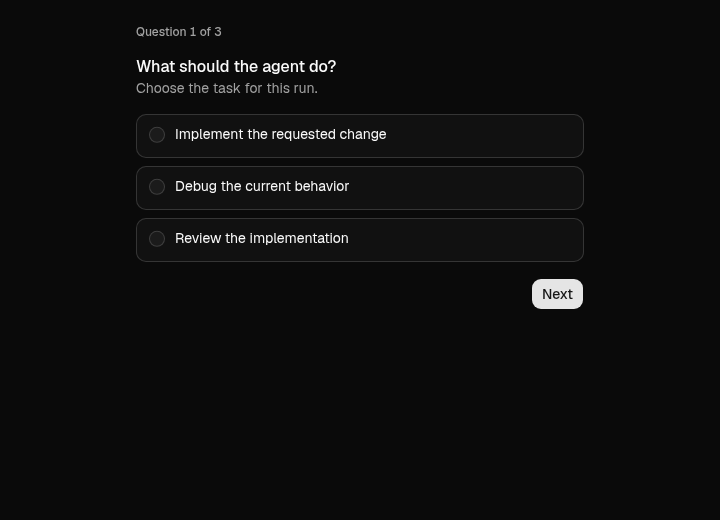 Question 1 of 3
What should the agent do?
Choose the task for this run.
Implement the requested change
Debug the current behavior
Review the implementation
Next